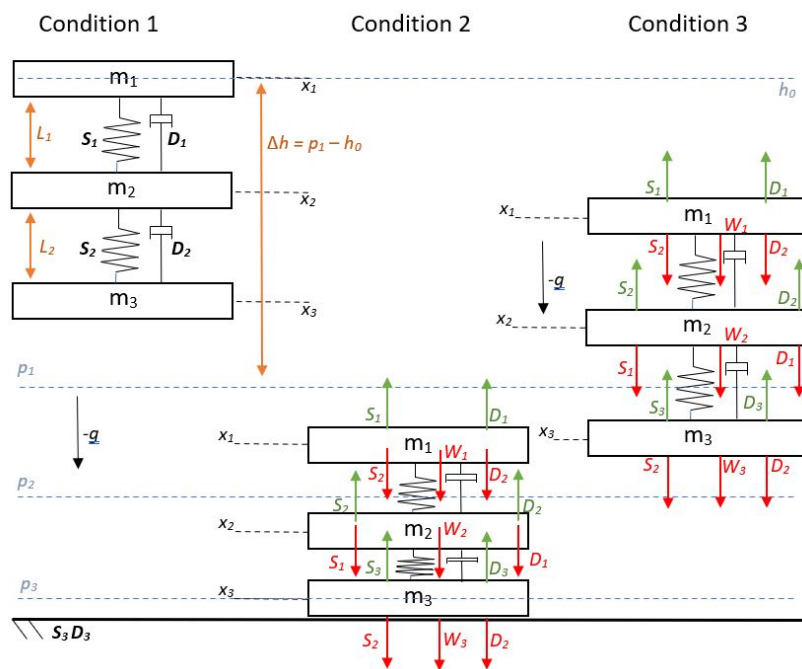 Condition 1
Condition 2
Condition 3
m1
x1
h0
L1
S1
D1
Δh = p1 – h0
m2
x2
L2
S2
D2
m3
x3
S1
D1
x1
m1
W1
S2
D2
-g
S2
D2
x2
m2
W2
S1
D1
S3
D3
x3
m3
S2
W3
D2
p1
-g
S1
D1
x1
m1
W1
S2
D2
p2
S2
D2
x2
m2
W2
S1
D1
S3
D3
p3
x3
m3
S3 D3
S2
W3
D2